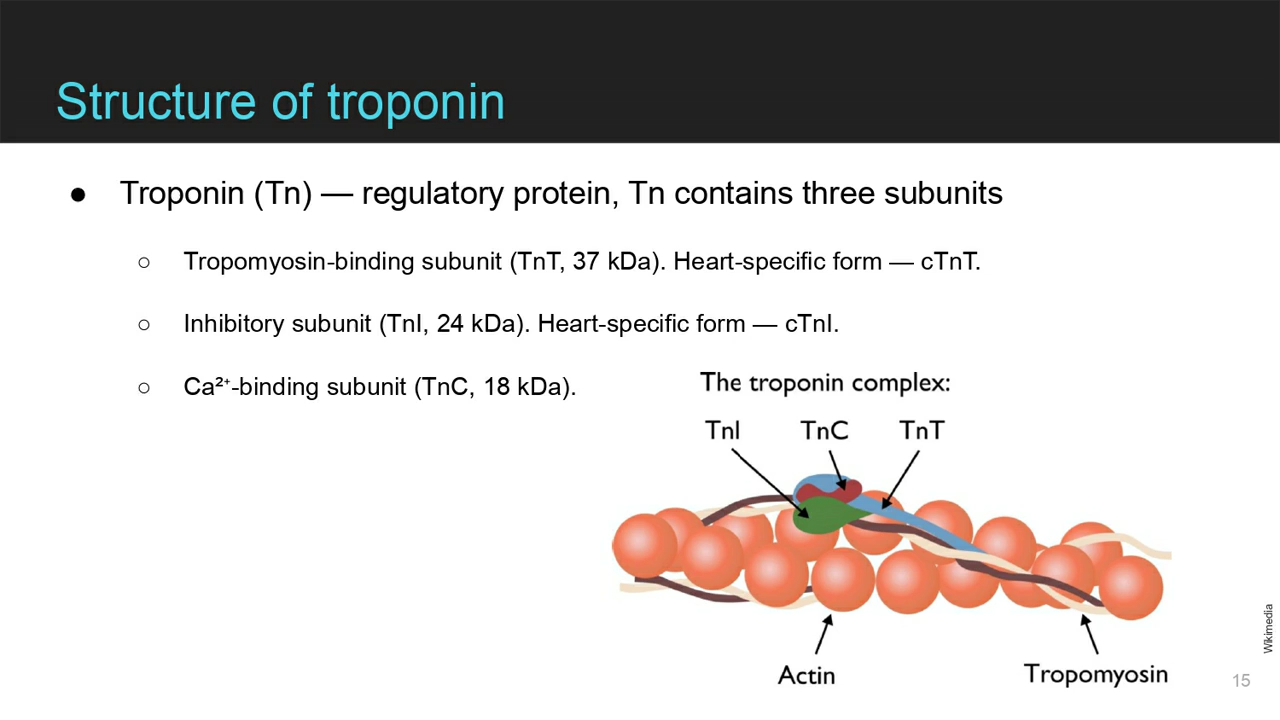 Structure of troponin
● Troponin (Tn) — regulatory protein, Tn contains three subunits
○ Tropomyosin-binding subunit (TnT, 37 kDa). Heart-specific form — cTnT.
○ Inhibitory subunit (TnI, 24 kDa). Heart-specific form — cTnI.
○ Ca²⁺-binding subunit (TnC, 18 kDa).
The troponin complex:
TnI TnC TnT
Actin
Tropomyosin
Wikimedia
15